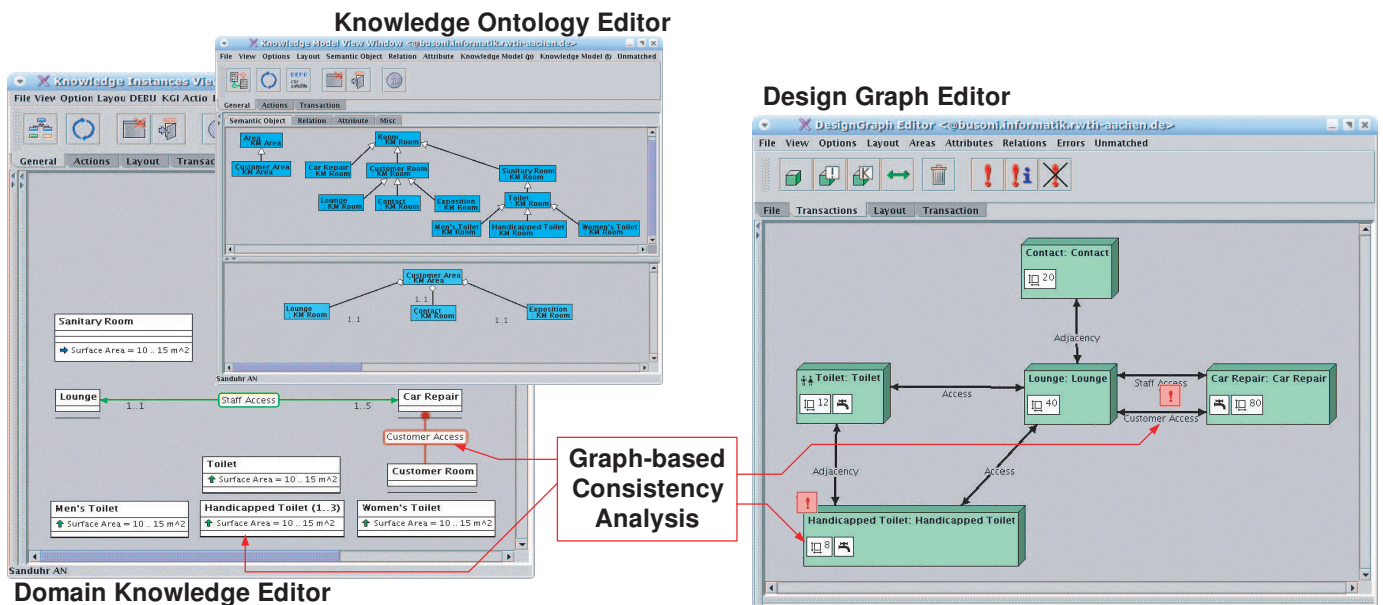 Knowledge Ontology Editor
Knowledge Model View Window <@busoni.informatik.rwth-aachen.de>
File View Options Layout Semantic Object Relation Attribute Knowledge Model (p) Knowledge Model (t) Unmatched
General Actions Transaction
Semantic Object Relation Attribute Misc
Area
: KM Area
Customer Area
: KM Area
Room
: KM Room
Car Repair
: KM Room
Customer Room
: KM Room
Sanitary Room
: KM Room
Lounge
: KM Room
Contact
: KM Room
Exposition
: KM Room
Toilet
: KM Room
Men's Toilet
: KM Room
Handicapped Toilet
: KM Room
Women's Toilet
: KM Room
Customer Area
: KM Area
Lounge
: KM Room
1..1
1..1
Contact
: KM Room
1..1
Exposition
: KM Room
Sanduhr AN
Knowledge Instances Vie
File View Option Layou DEBU KGI Actio
General Actions Layout Transac
Sanitary Room
Surface Area = 10 .. 15 m^2
Lounge
1..1
Staff Access
1..5
Car Repair
Customer Access
Customer Room
Toilet
Surface Area = 10 .. 15 m^2
Men's Toilet
Surface Area = 10 .. 15 m^2
Handicapped Toilet (1..3)
Surface Area = 10 .. 15 m^2
Women's Toilet
Surface Area = 10 .. 15 m^2
Sanduhr AN
Domain Knowledge Editor
Graph-based
Consistency
Analysis
Design Graph Editor
DesignGraph Editor <@busoni.informatik.rwth-aachen.de>
File View Options Layout Areas Attributes Relations Errors Unmatched
File Transactions Layout Transaction
Contact: Contact
20
Adjacency
Toilet: Toilet
12
Access
Lounge: Lounge
40
Staff Access
Customer Access
Car Repair: Car Repair
80
Adjacency
Access
Handicapped Toilet: Handicapped Toilet
8